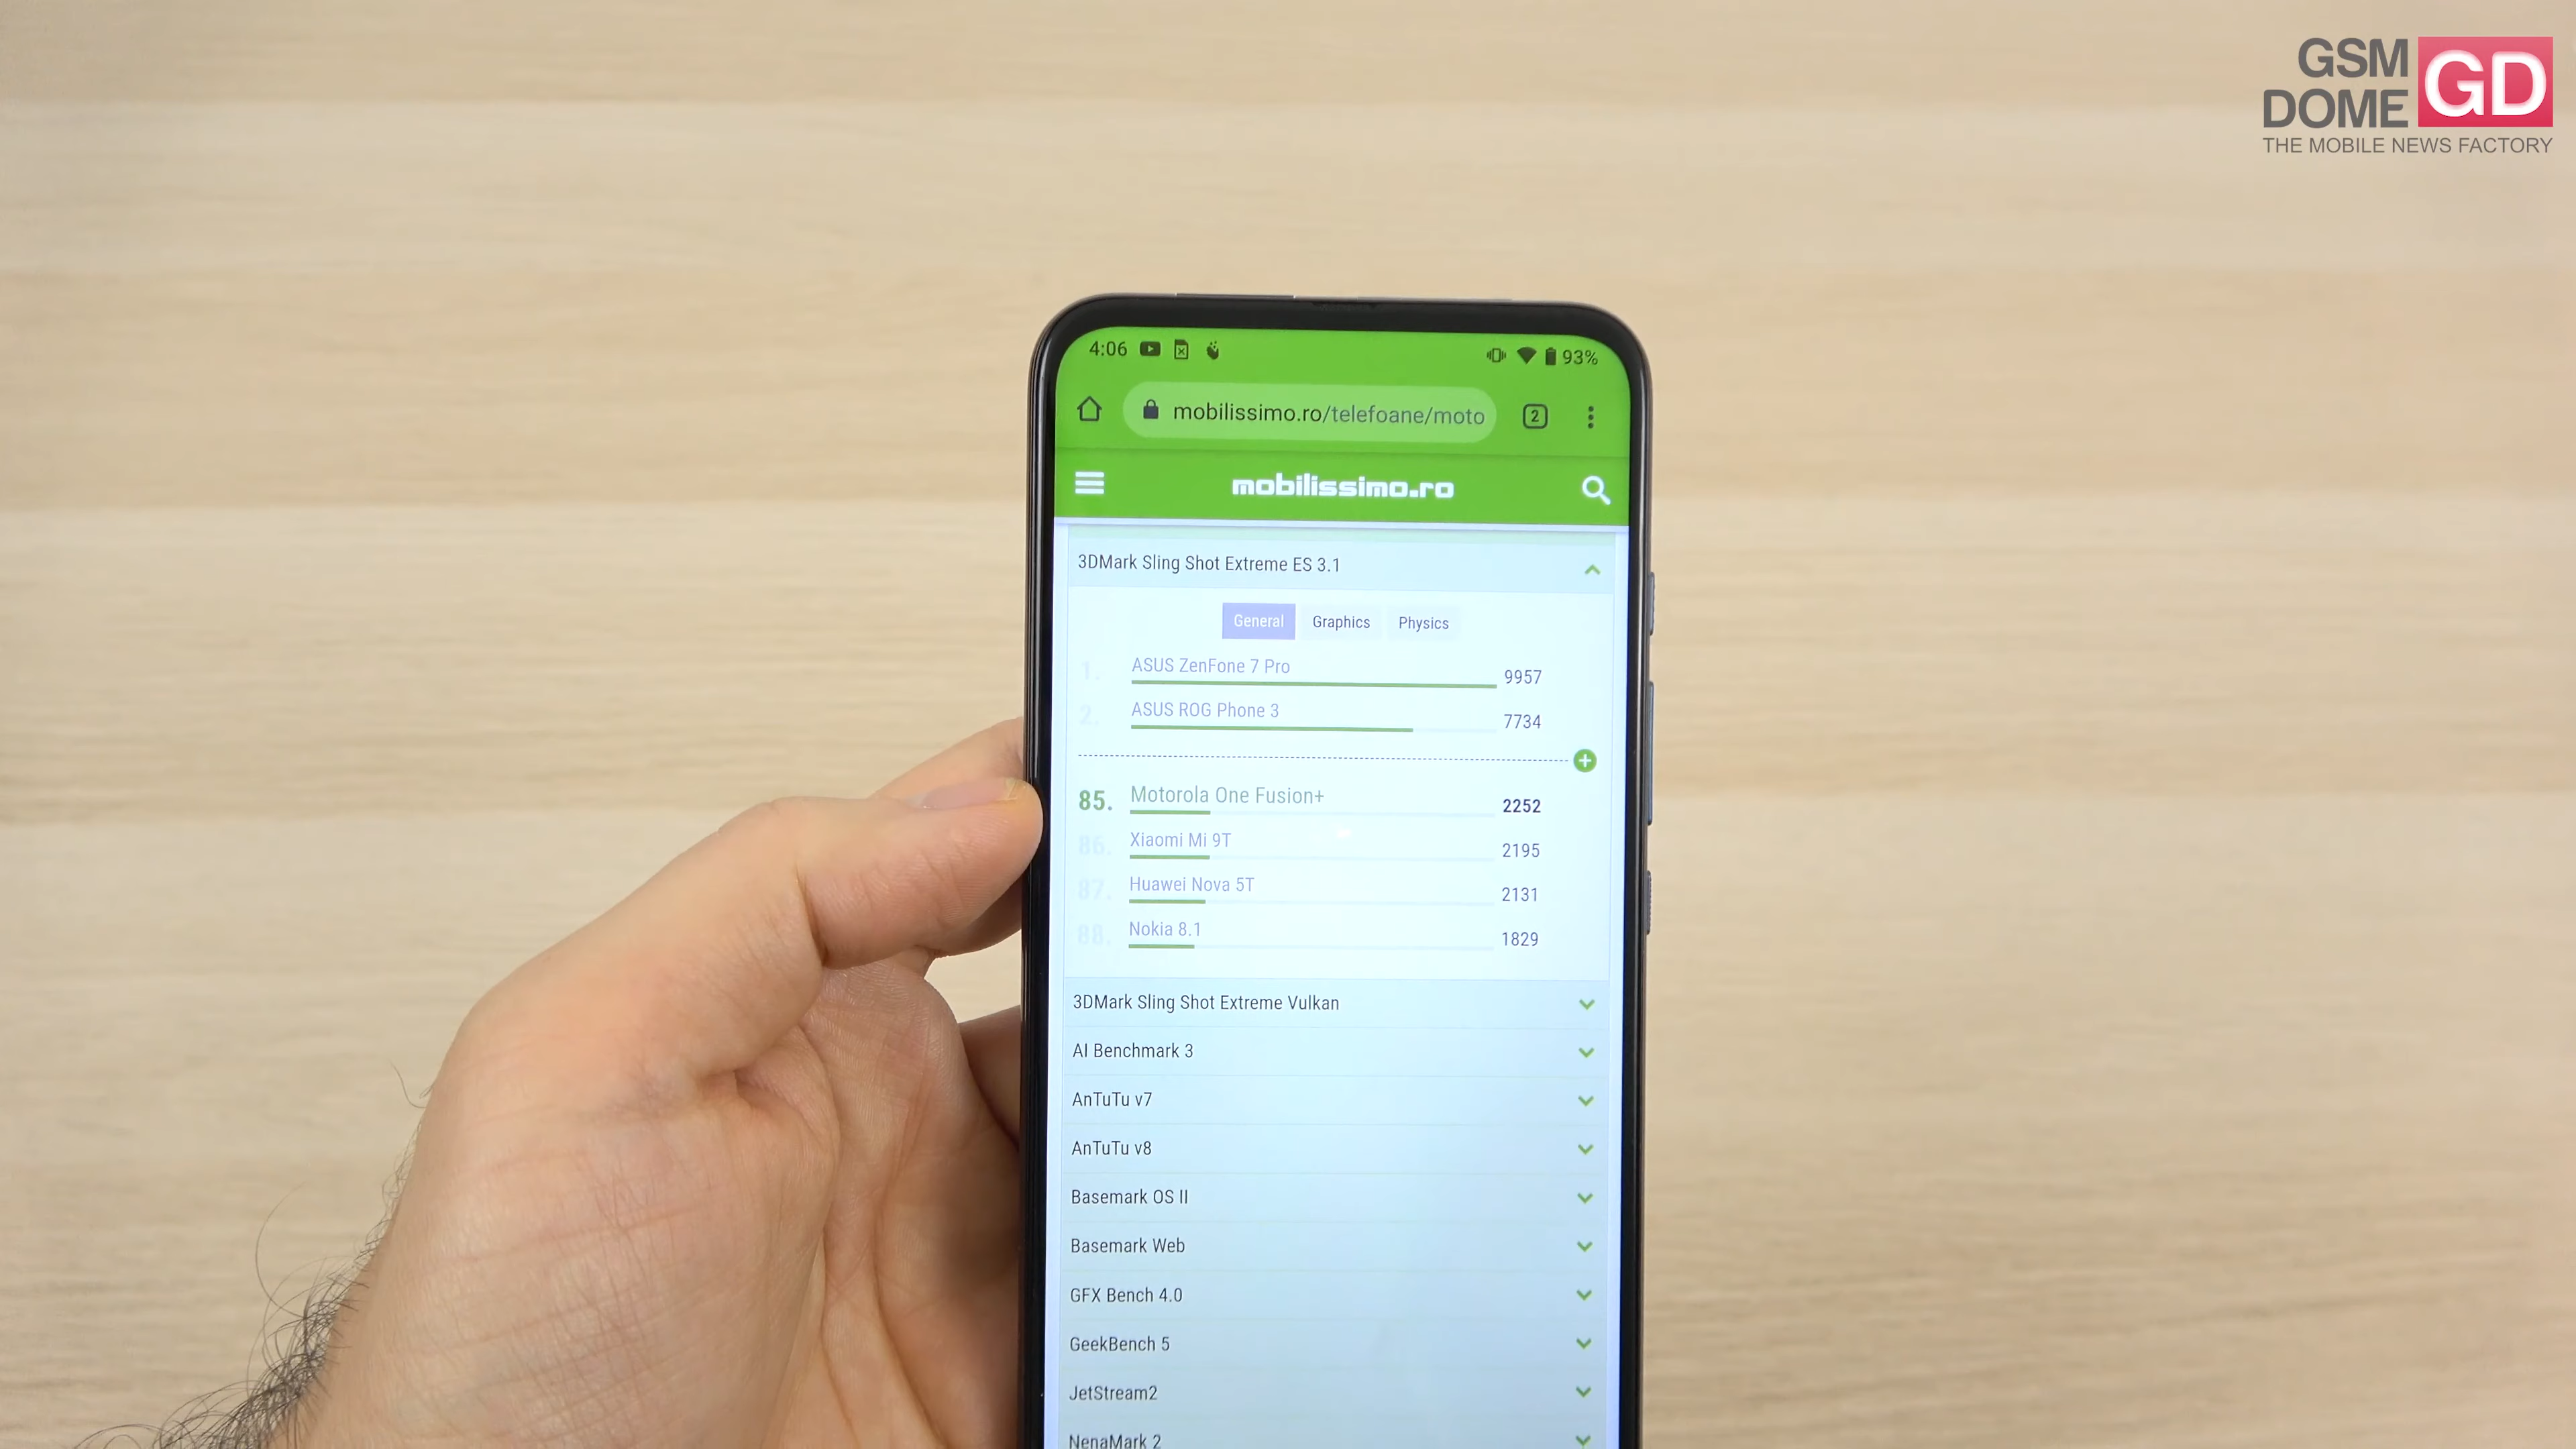 GSM
DOME
GD
THE MOBILE NEWS FACTORY
4:06
93%
mobilissimo.ro/telefoane/moto
2
mobilissimo.ro
3DMark Sling Shot Extreme ES 3.1
General Graphics Physics
1. ASUS ZenFone 7 Pro 9957
2. ASUS ROG Phone 3 7734
85. Motorola One Fusion+ 2252
86. Xiaomi Mi 9T 2195
87. Huawei Nova 5T 2131
88. Nokia 8.1 1829
3DMark Sling Shot Extreme Vulkan
AI Benchmark 3
AnTuTu v7
AnTuTu v8
Basemark OS II
Basemark Web
GFX Bench 4.0
GeekBench 5
JetStream2
NenaMark 2